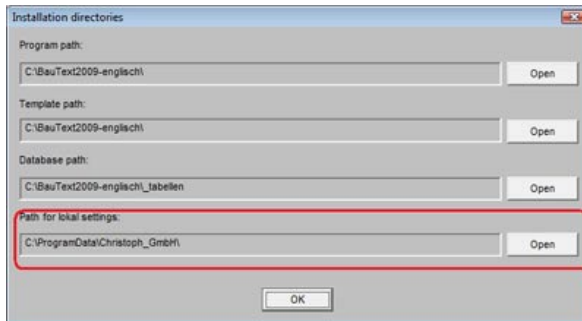 Installation directories
Program path:
C:\BauText2009-englisch\
Open
Template path:
C:\BauText2009-englisch\
Open
Database path:
C:\BauText2009-englisch\_tabellen
Open
Path for lokal settings:
C:\ProgramData\Christoph_GmbH\
Open
OK